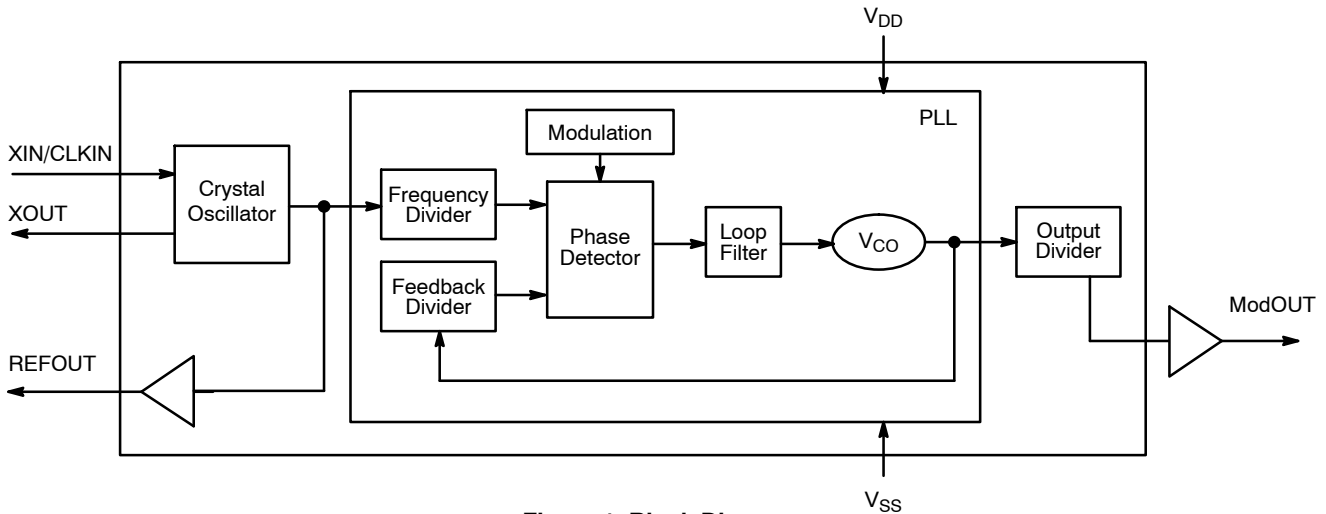 VDD
PLL
Modulation
XIN/CLKIN
Crystal
Oscillator
XOUT
Frequency
Divider
Phase
Detector
Loop
Filter
VCO
Output
Divider
Feedback
Divider
ModOUT
REFOUT
VSS